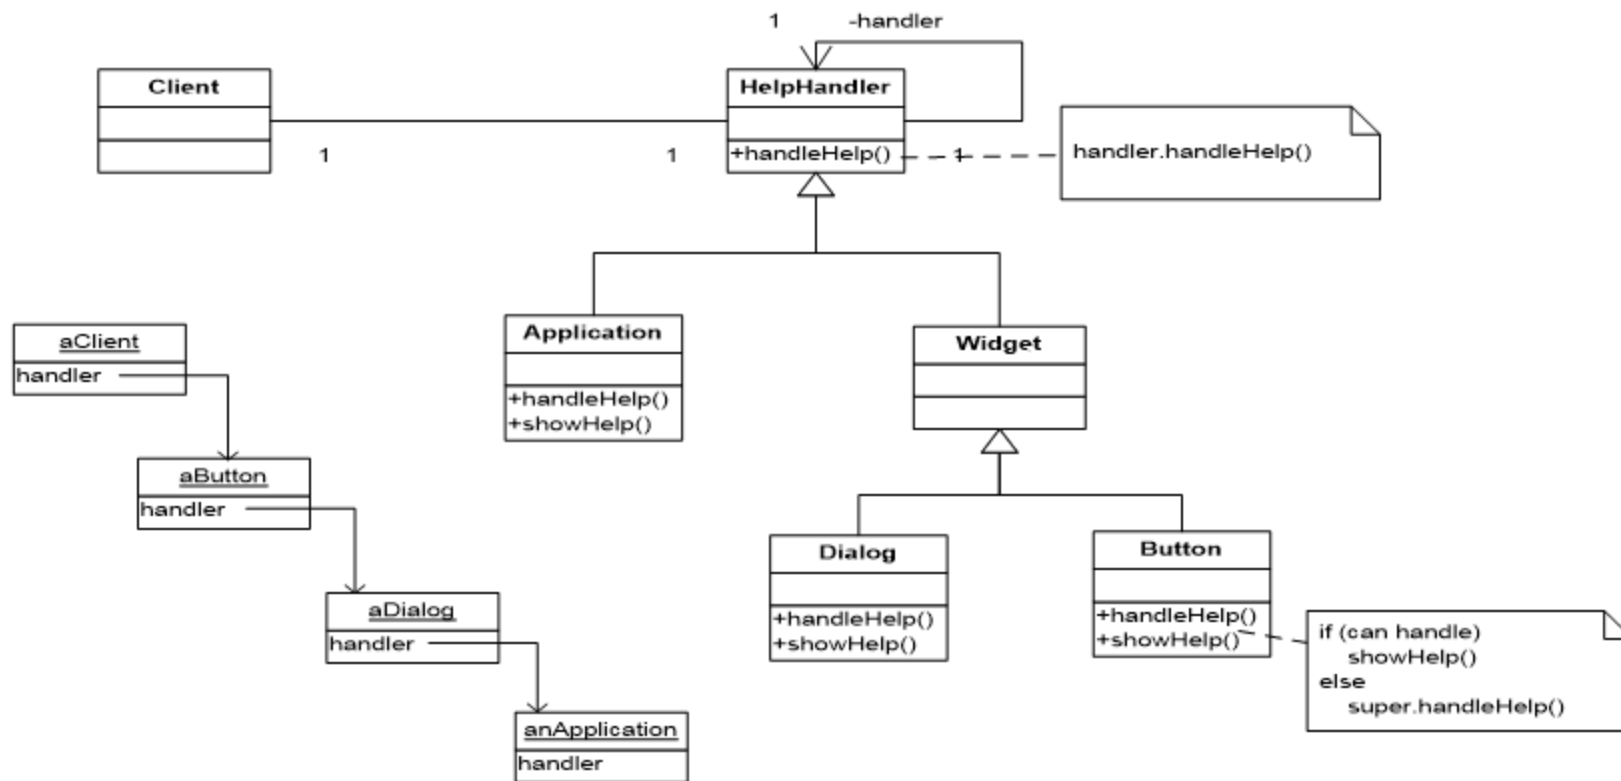 1 -handler
Client
HelpHandler
1
1
+handleHelp()
1
handler.handleHelp()
Application
+handleHelp()
+showHelp()
Widget
aClient
handler
aButton
handler
aDialog
handler
anApplication
handler
Dialog
+handleHelp()
+showHelp()
Button
+handleHelp()
+showHelp()
if (can handle)
showHelp()
else
super.handleHelp()